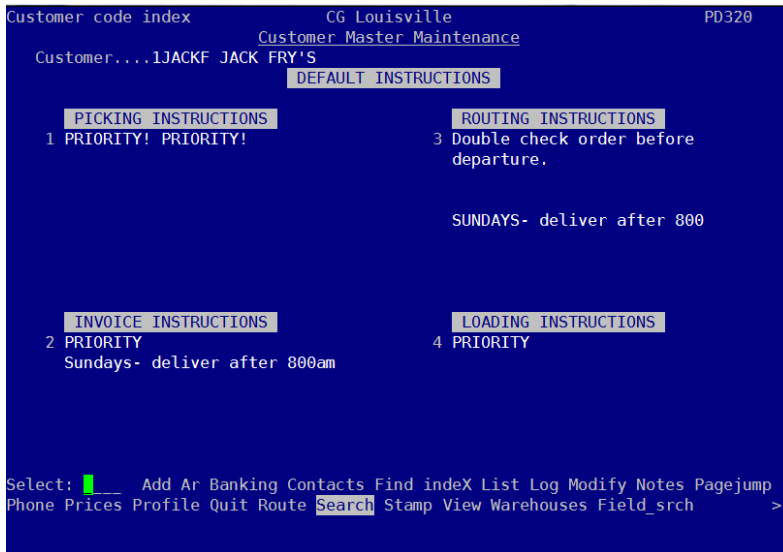 Customer code index CG Louisville PD320
Customer Master Maintenance
Customer....1JACKF JACK FRY'S
DEFAULT INSTRUCTIONS
PICKING INSTRUCTIONS
1 PRIORITY! PRIORITY!
ROUTING INSTRUCTIONS
3 Double check order before
departure.
SUNDAYS- deliver after 800
INVOICE INSTRUCTIONS
2 PRIORITY
Sundays- deliver after 800am
LOADING INSTRUCTIONS
4 PRIORITY
Select: ___ Add Ar Banking Contacts Find indeX List Log Modify Notes Pagejump
Phone Prices Profile Quit Route Search Stamp View Warehouses Field_srch >